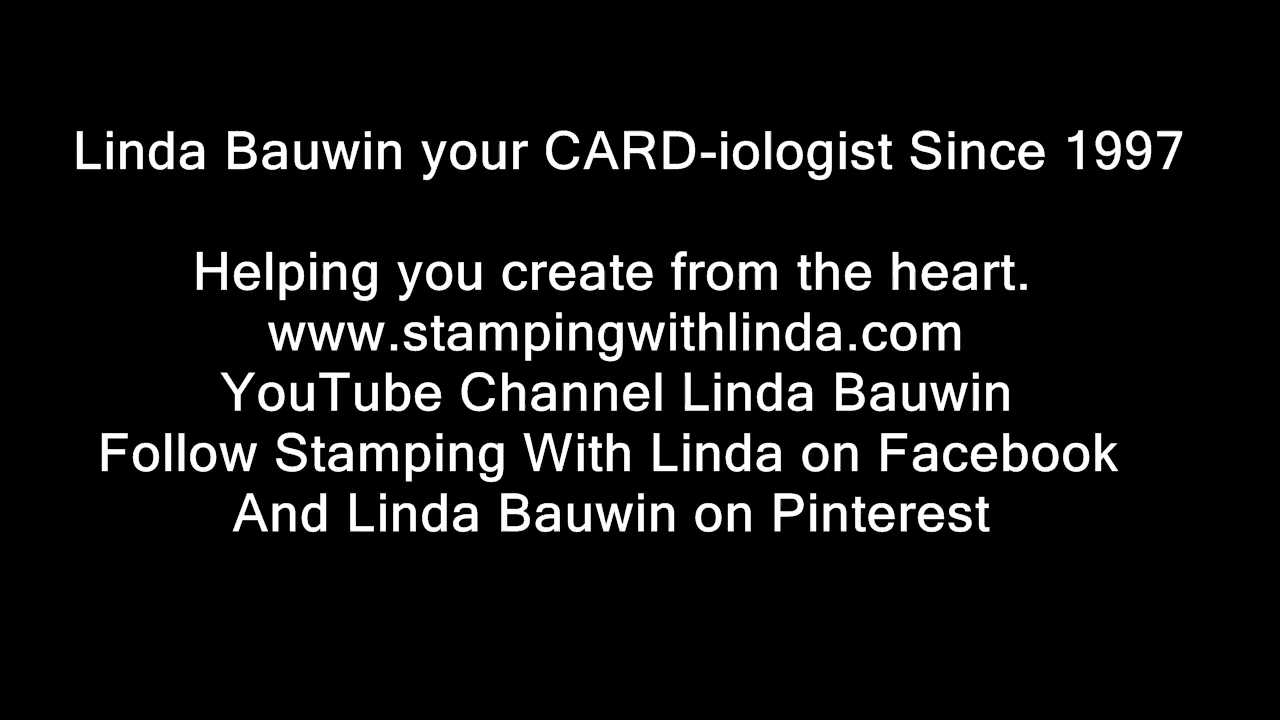 Linda Bauwin your CARD-iologist Since 1997
Helping you create from the heart.
www.stampingwithlinda.com
YouTube Channel Linda Bauwin
Follow Stamping With Linda on Facebook
And Linda Bauwin on Pinterest